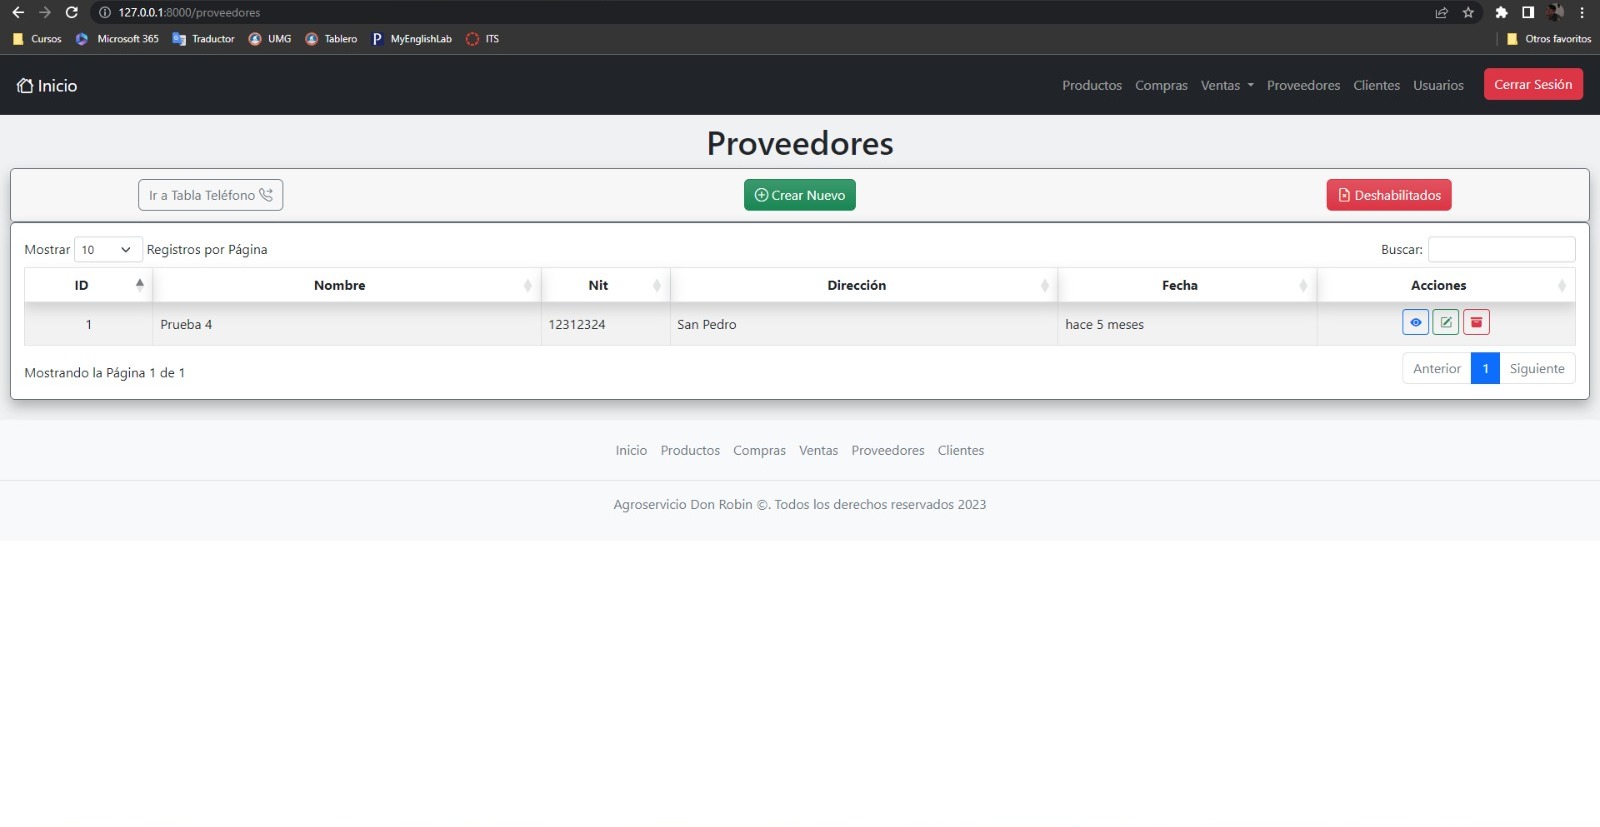 127.0.0.1:8000/proveedores
Cursos Microsoft 365 Traductor UMG Tablero MyEnglishLab ITS Otros favoritos
Inicio Productos Compras Ventas Proveedores Clientes Usuarios Cerrar Sesión
Proveedores
Ir a Tabla Teléfono Crear Nuevo Deshabilitados
Mostrar 10 Registros por Página Buscar:
ID Nombre Nit Dirección Fecha Acciones
1 Prueba 4 12312324 San Pedro hace 5 meses
Mostrando la Página 1 de 1 Anterior 1 Siguiente
Inicio Productos Compras Ventas Proveedores Clientes
Agroservicio Don Robin ©. Todos los derechos reservados 2023